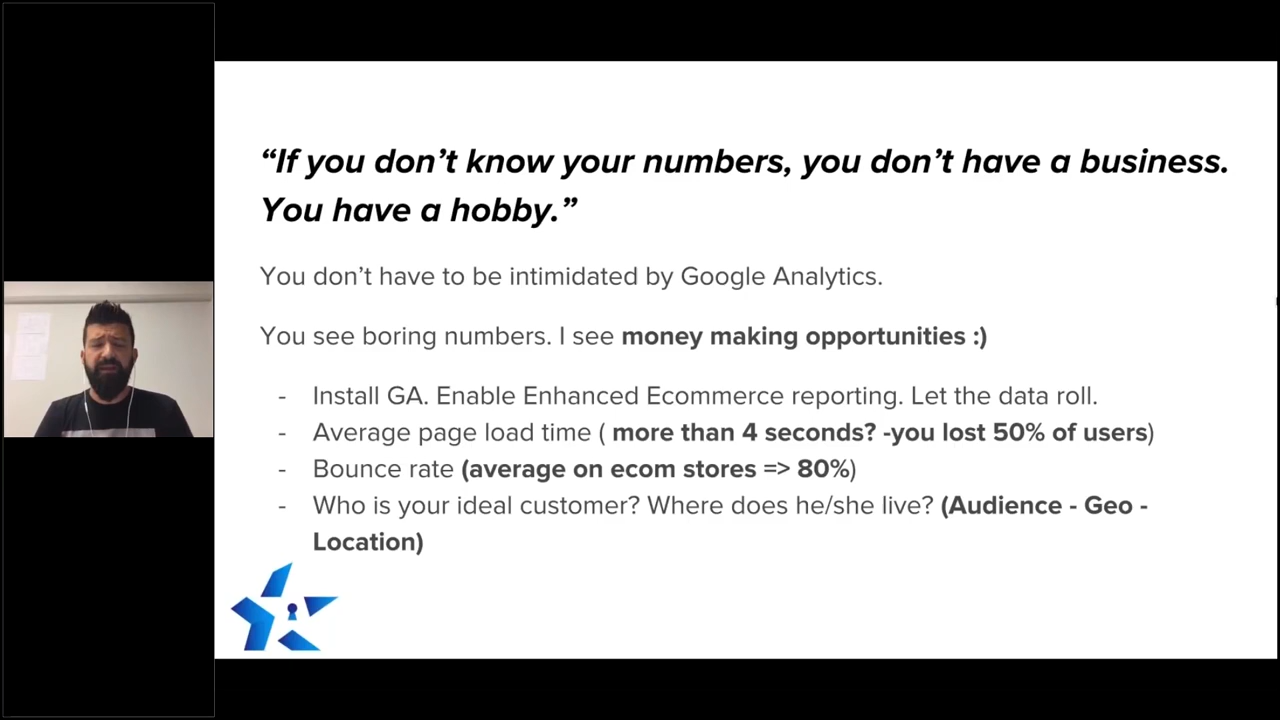 “If you don’t know your numbers, you don’t have a business.
You have a hobby.”
You don’t have to be intimidated by Google Analytics.
You see boring numbers. I see money making opportunities :)
- Install GA. Enable Enhanced Ecommerce reporting. Let the data roll.
- Average page load time ( more than 4 seconds? -you lost 50% of users)
- Bounce rate (average on ecom stores => 80%)
- Who is your ideal customer? Where does he/she live? (Audience - Geo -
Location)